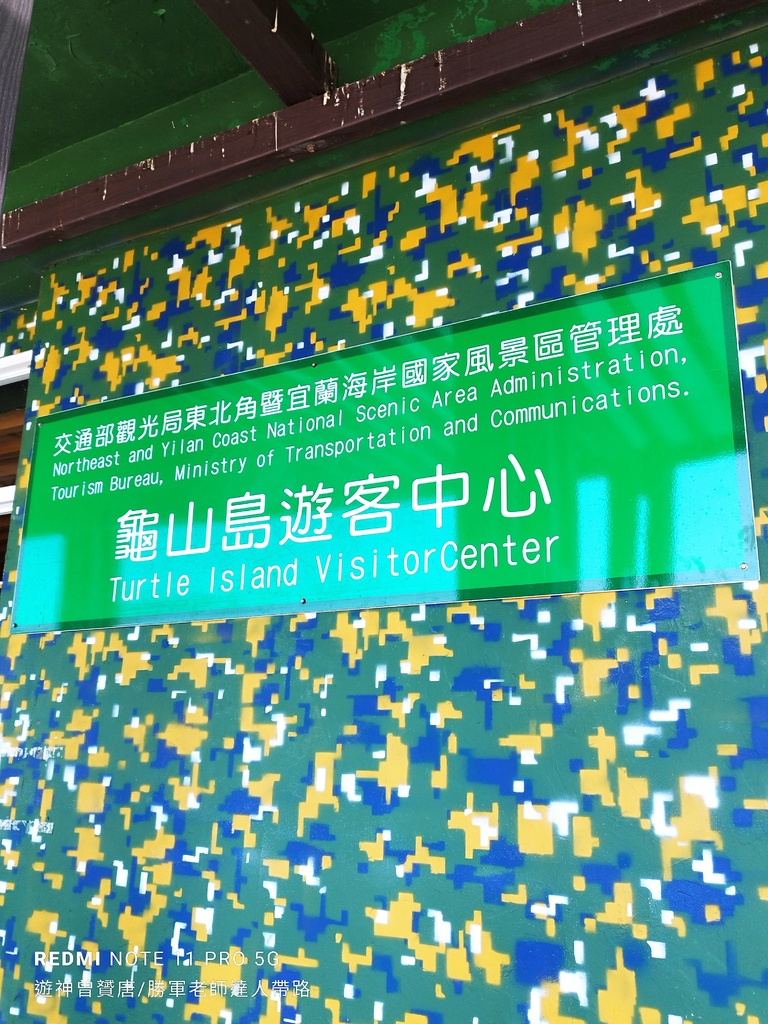 交通部觀光局東北角暨宜蘭海岸國家風景區管理處
Northeast and Yilan Coast National Scenic Area Administration,
Tourism Bureau, Ministry of Transportation and Communications.
龜山島遊客中心
Turtle Island VisitorCenter
REDMI NOTE 11 PRO 5G
遊神曾贇唐/勝軍老師達人帶路